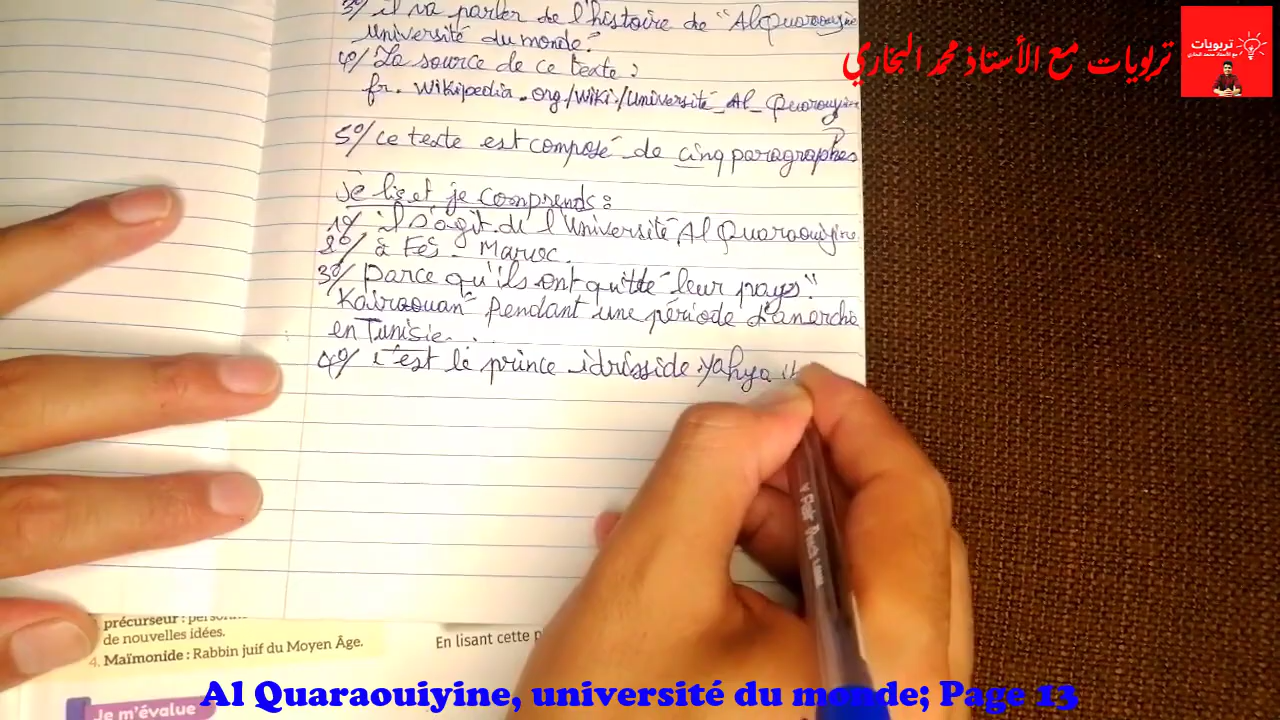 3°/ il va parler de l'histoire de "Al Quaraouiyine
université du monde."
4°/ La source de ce texte :
fr. Wikipedia.org/Wiki/Université_Al_Quarouyine
5°/ ce texte est composé de cinq paragraphes
Je lis et je comprends :
1°/ il s'agit de l'Université Al Quaraouiyine.
2°/ à Fès - Maroc.
3°/ Parce qu'ils ont quitté leur pays "
Kairaouan" pendant une période d'anarchie
en Tunisie.
4°/ C'est le prince idrisside Yahya
précurseur :
de nouvelles idées.
4. Maïmonide : Rabbin juif du Moyen Âge.
En lisant cette
Je m'évalue
تربويات مع الأستاذ محمد البخاري
تربويات
Al Quaraouiyine, université du monde; Page 13